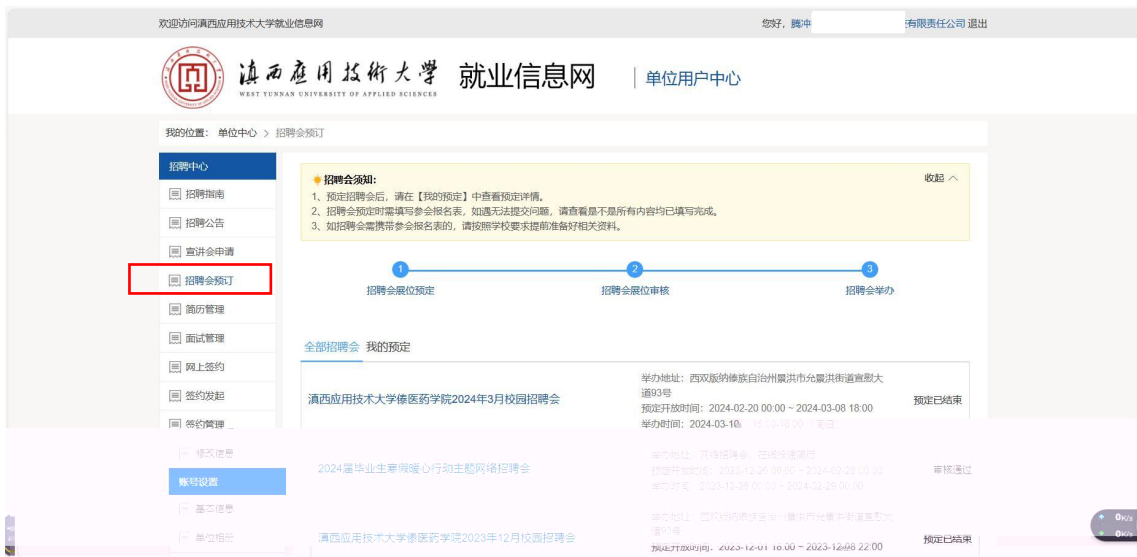 欢迎访问滇西应用技术大学就业信息网
您好，腾冲
有限责任公司 退出
滇西应用技术大学
WEST YUNNAN UNIVERSITY OF APPLIED SCIENCES
就业信息网
单位用户中心
我的位置： 单位中心 > 招聘会预订
招聘中心
招聘指南
招聘公告
宣讲会申请
招聘会预订
简历管理
面试管理
网上签约
签约发起
签约管理
修改信息
账号设置
基本信息
单位相册
招聘会须知:
收起
1、预定招聘会后，请在【我的预定】中查看预定详情。
2、招聘会预定时需填写参会报名表，如遇无法提交问题，请查看是不是所有内容均已填写完成。
3、如招聘会需携带参会报名表的，请按照学校要求提前准备好相关资料。
1
2
3
招聘会展位预定
招聘会展位审核
招聘会举办
全部招聘会 我的预定
滇西应用技术大学傣医药学院2024年3月校园招聘会
举办地址：西双版纳傣族自治州景洪市允景洪街道宣慰大
道93号
预定开放时间：2024-02-20 00:00 ~ 2024-03-08 18:00
举办时间：2024-03-10
预定已结束
2024届毕业生寒假暖心行动主题网络招聘会
审核通过
滇西应用技术大学傣医药学院2023年12月校园招聘会
预定开放时间：2023-12-01 18:00 ~ 2023-12-08 22:00
预定已结束
0K/s
0K/s